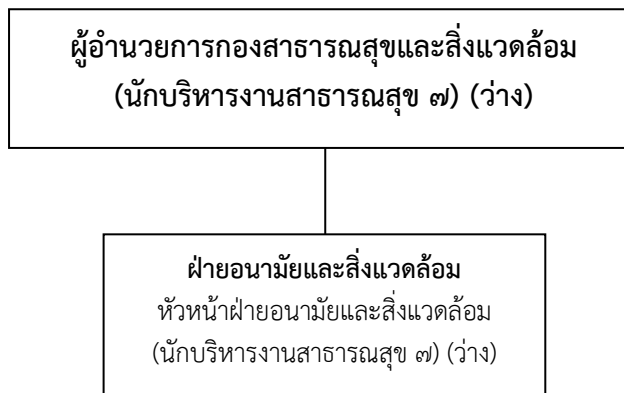 ผู้อำนวยการกองสาธารณสุขและสิ่งแวดล้อม
(นักบริหารงานสาธารณสุข ๗) (ว่าง)
ฝ่ายอนามัยและสิ่งแวดล้อม
หัวหน้าฝ่ายอนามัยและสิ่งแวดล้อม
(นักบริหารงานสาธารณสุข ๗) (ว่าง)